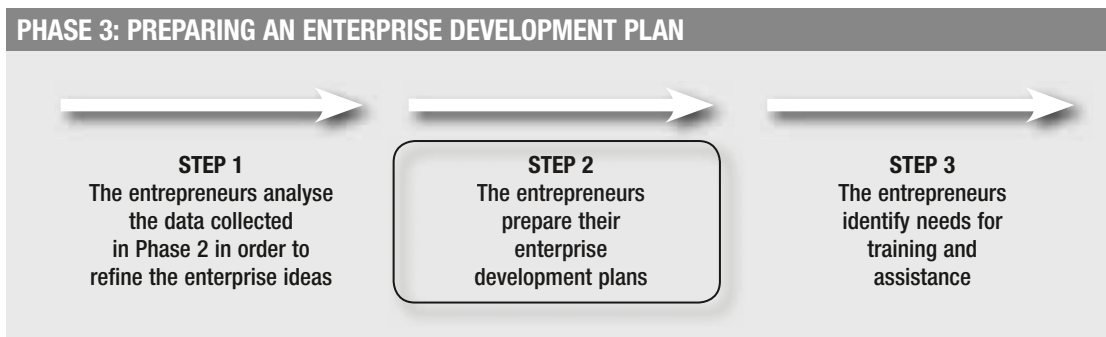 PHASE 3: PREPARING AN ENTERPRISE DEVELOPMENT PLAN
STEP 1
The entrepreneurs analyse
the data collected
in Phase 2 in order to
refine the enterprise ideas
STEP 2
The entrepreneurs
prepare their
enterprise
development plans
STEP 3
The entrepreneurs
identify needs for
training and
assistance